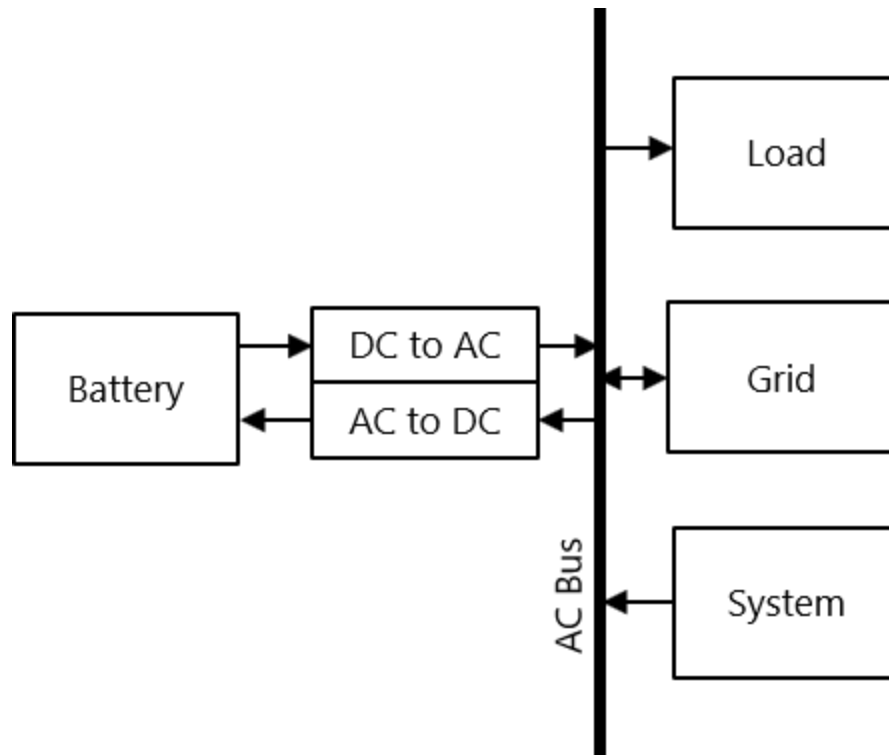 Load
Battery
DC to AC
AC to DC
Grid
AC Bus
System